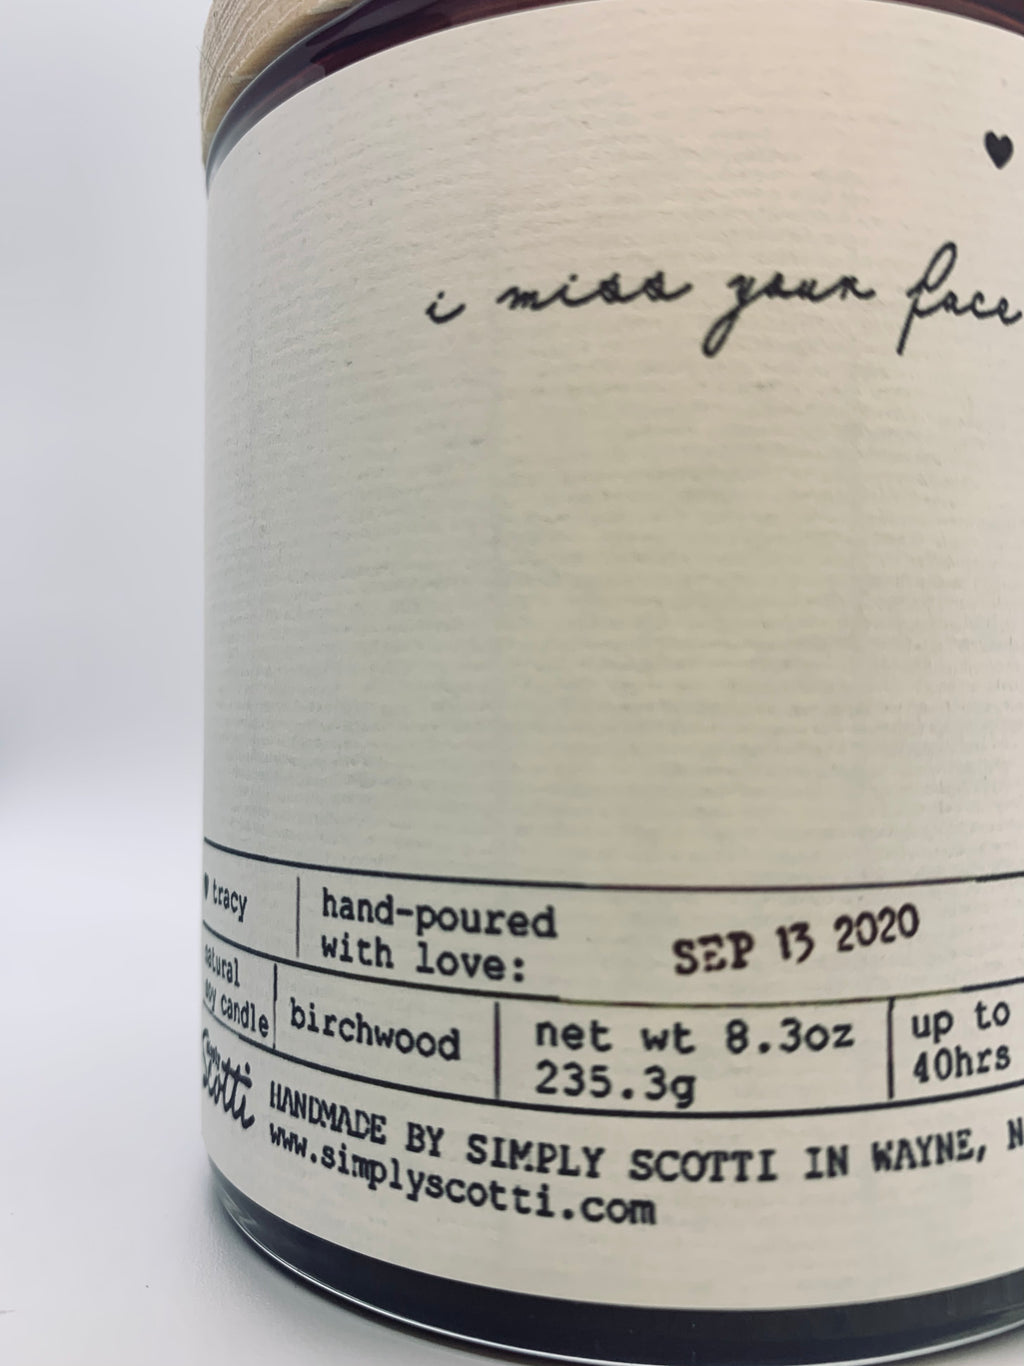 ♥
i miss your face
♥ tracy
hand-poured
with love:
SEP 13 2020
natural
soy candle
birchwood
net wt 8.3oz
235.3g
up to
40hrs
Simply
Scotti
HANDMADE BY SIMPLY SCOTTI IN WAYNE, N
www.simplyscotti.com